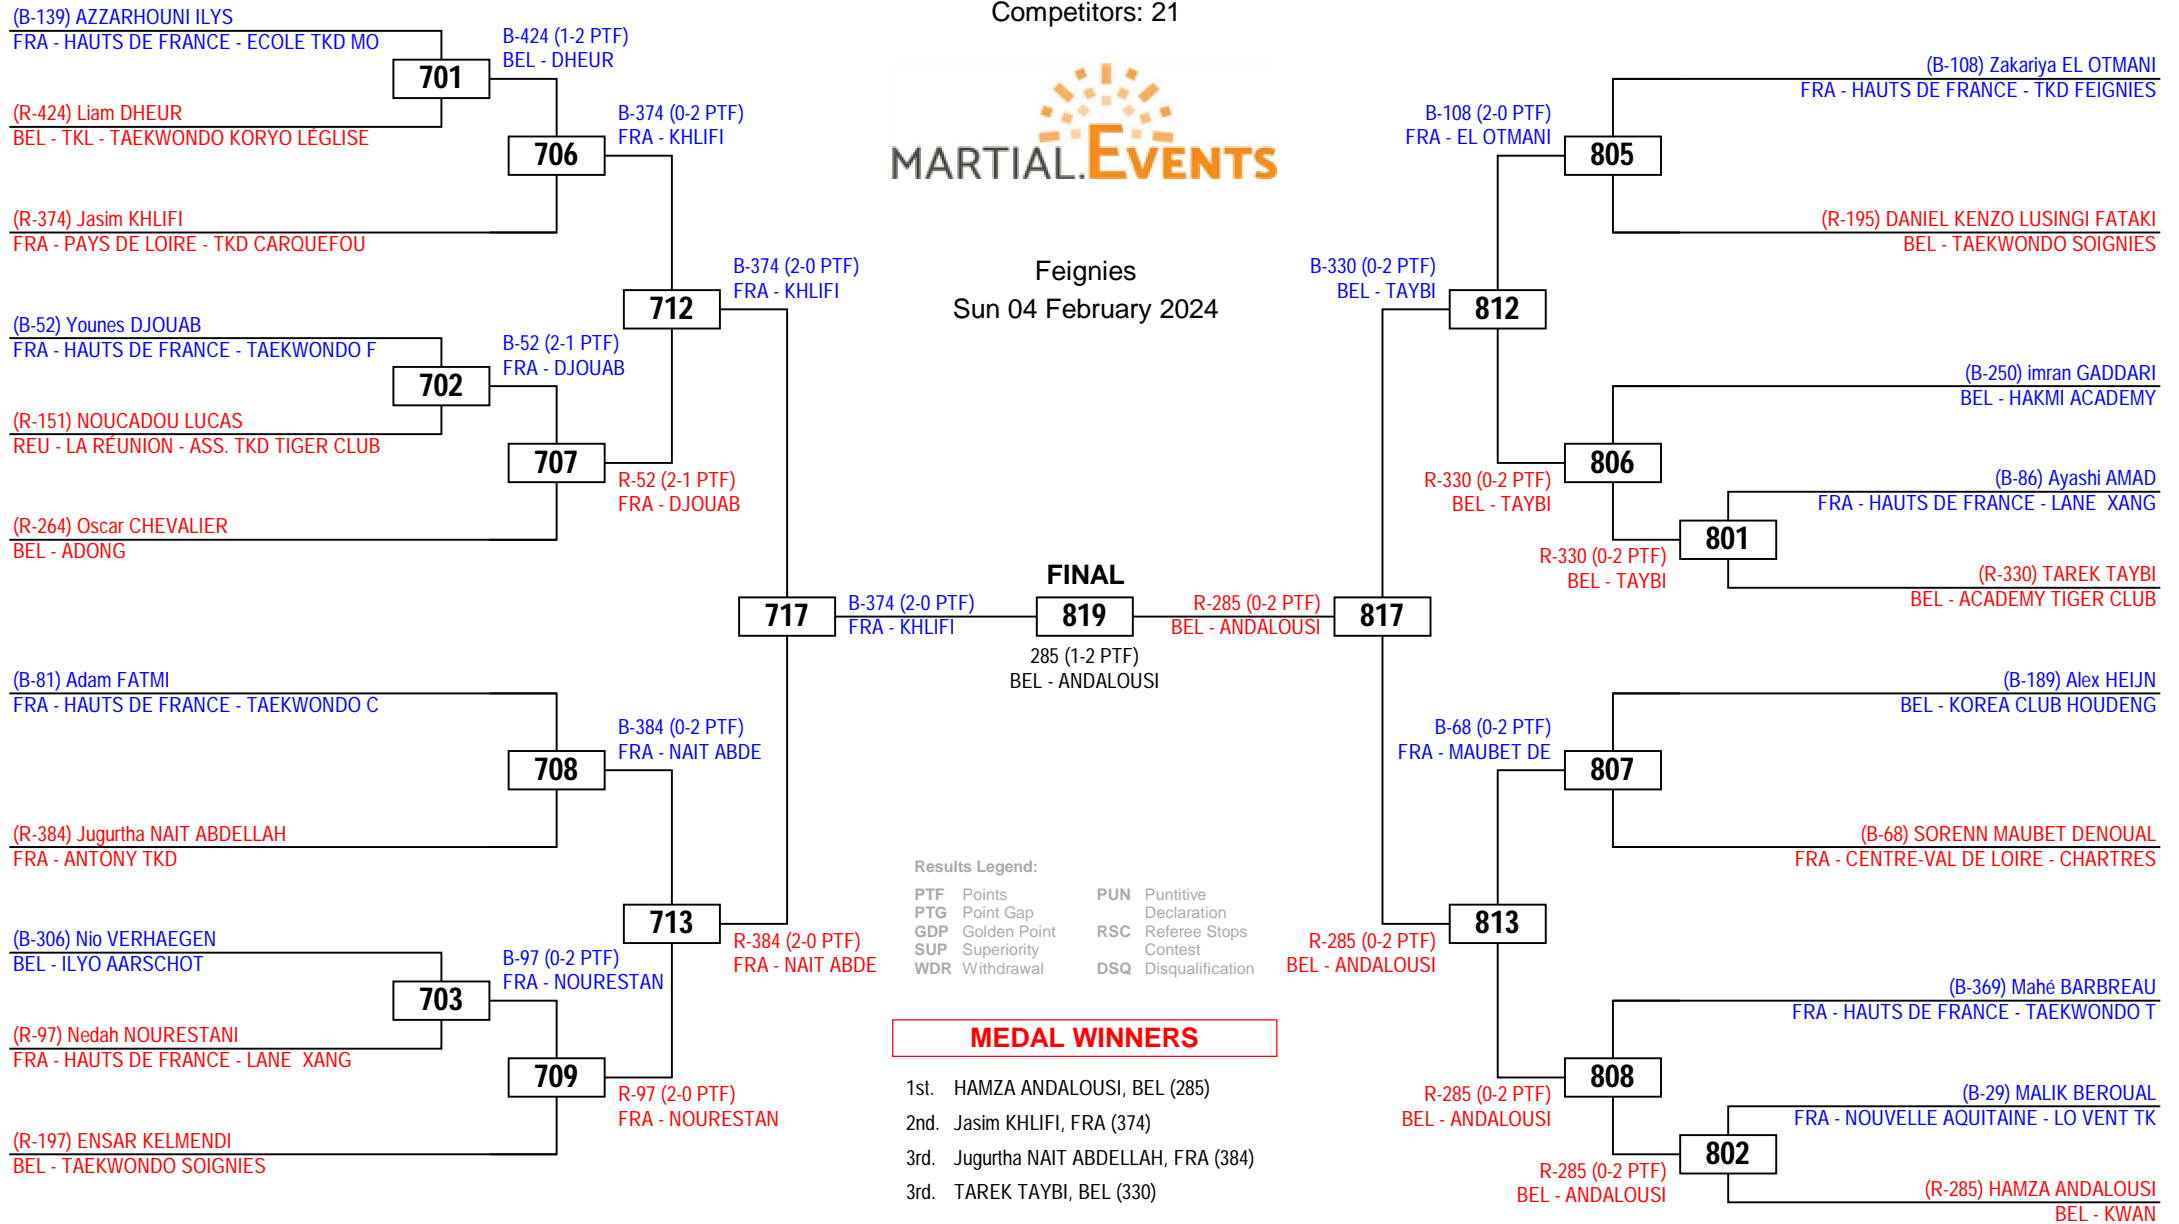 Competitors: 21
MARTIAL.EVENTS
Feignies
Sun 04 February 2024
(B-139) AZZARHOUNI ILYS
FRA - HAUTS DE FRANCE - ECOLE TKD MO
701
(R-424) Liam DHEUR
BEL - TKL - TAEKWONDO KORYO LÉGLISE
B-424 (1-2 PTF)
BEL - DHEUR
706
(R-374) Jasim KHLIFI
FRA - PAYS DE LOIRE - TKD CARQUEFOU
B-374 (0-2 PTF)
FRA - KHLIFI
712
(B-52) Younes DJOUAB
FRA - HAUTS DE FRANCE - TAEKWONDO F
702
(R-151) NOUCADOU LUCAS
REU - LA RÉUNION - ASS. TKD TIGER CLUB
B-52 (2-1 PTF)
FRA - DJOUAB
707
(R-264) Oscar CHEVALIER
BEL - ADONG
R-52 (2-1 PTF)
FRA - DJOUAB
B-374 (2-0 PTF)
FRA - KHLIFI
717
(B-81) Adam FATMI
FRA - HAUTS DE FRANCE - TAEKWONDO C
708
(R-384) Jugurtha NAIT ABDELLAH
FRA - ANTONY TKD
B-384 (0-2 PTF)
FRA - NAIT ABDE
713
(B-306) Nio VERHAEGEN
BEL - ILYO AARSCHOT
703
(R-97) Nedah NOURESTANI
FRA - HAUTS DE FRANCE - LANE  XANG
B-97 (0-2 PTF)
FRA - NOURESTAN
709
(R-197) ENSAR KELMENDI
BEL - TAEKWONDO SOIGNIES
R-97 (2-0 PTF)
FRA - NOURESTAN
R-384 (2-0 PTF)
FRA - NAIT ABDE
B-374 (2-0 PTF)
FRA - KHLIFI
FINAL
819
285 (1-2 PTF)
BEL - ANDALOUSI
R-285 (0-2 PTF)
BEL - ANDALOUSI
817
(B-108) Zakariya EL OTMANI
FRA - HAUTS DE FRANCE - TKD FEIGNIES
805
(R-195) DANIEL KENZO LUSINGI FATAKI
BEL - TAEKWONDO SOIGNIES
B-108 (2-0 PTF)
FRA - EL OTMANI
B-330 (0-2 PTF)
BEL - TAYBI
812
(B-250) imran GADDARI
BEL - HAKMI ACADEMY
806
R-330 (0-2 PTF)
BEL - TAYBI
(B-86) Ayashi AMAD
FRA - HAUTS DE FRANCE - LANE  XANG
801
R-330 (0-2 PTF)
BEL - TAYBI
(R-330) TAREK TAYBI
BEL - ACADEMY TIGER CLUB
(B-189) Alex HEIJN
BEL - KOREA CLUB HOUDENG
B-68 (0-2 PTF)
FRA - MAUBET DE
807
(B-68) SORENN MAUBET DENOUAL
FRA - CENTRE-VAL DE LOIRE - CHARTRES
813
R-285 (0-2 PTF)
BEL - ANDALOUSI
(B-369) Mahé BARBREAU
FRA - HAUTS DE FRANCE - TAEKWONDO T
808
R-285 (0-2 PTF)
BEL - ANDALOUSI
(B-29) MALIK BEROUAL
FRA - NOUVELLE AQUITAINE - LO VENT TK
802
R-285 (0-2 PTF)
BEL - ANDALOUSI
(R-285) HAMZA ANDALOUSI
BEL - KWAN
Results Legend:
PTF Points PUN Puntitive
PTG Point Gap Declaration
GDP Golden Point RSC Referee Stops
SUP Superiority Contest
WDR Withdrawal DSQ Disqualification
MEDAL WINNERS
1st. HAMZA ANDALOUSI, BEL (285)
2nd. Jasim KHLIFI, FRA (374)
3rd. Jugurtha NAIT ABDELLAH, FRA (384)
3rd. TAREK TAYBI, BEL (330)